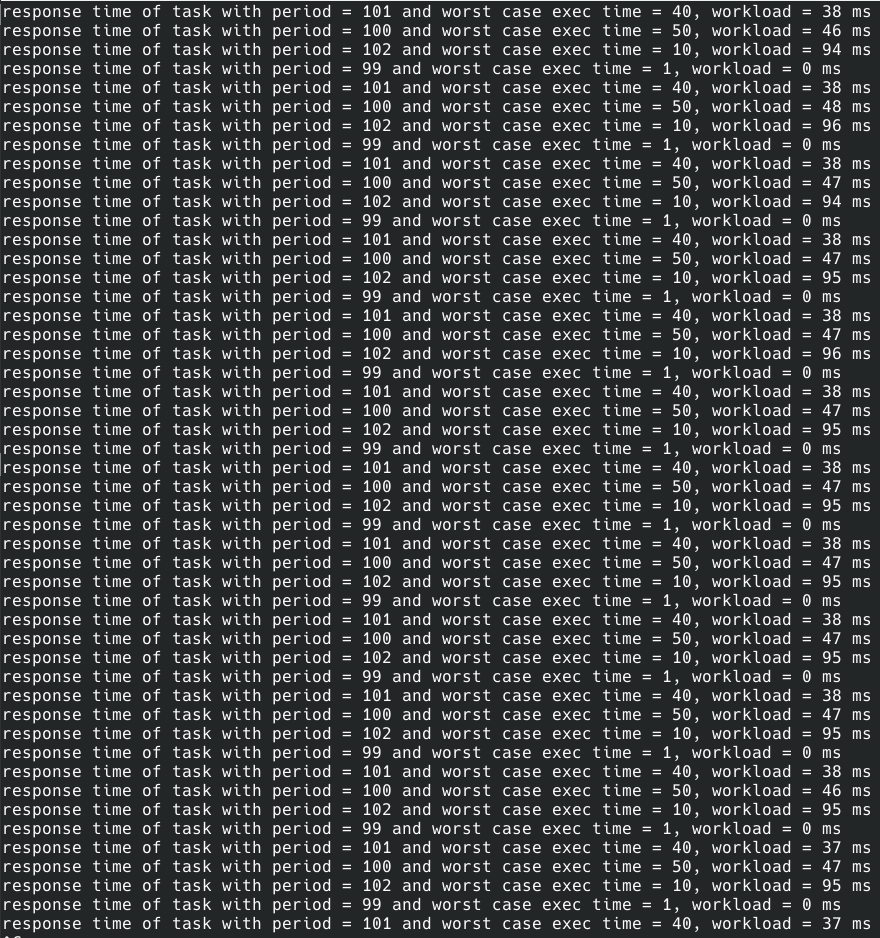 response time of task with period = 101 and worst case exec time = 40, workload = 38 ms
response time of task with period = 100 and worst case exec time = 50, workload = 46 ms
response time of task with period = 102 and worst case exec time = 10, workload = 94 ms
response time of task with period = 99 and worst case exec time = 1, workload = 0 ms
response time of task with period = 101 and worst case exec time = 40, workload = 38 ms
response time of task with period = 100 and worst case exec time = 50, workload = 48 ms
response time of task with period = 102 and worst case exec time = 10, workload = 96 ms
response time of task with period = 99 and worst case exec time = 1, workload = 0 ms
response time of task with period = 101 and worst case exec time = 40, workload = 38 ms
response time of task with period = 100 and worst case exec time = 50, workload = 47 ms
response time of task with period = 102 and worst case exec time = 10, workload = 94 ms
response time of task with period = 99 and worst case exec time = 1, workload = 0 ms
response time of task with period = 101 and worst case exec time = 40, workload = 38 ms
response time of task with period = 100 and worst case exec time = 50, workload = 47 ms
response time of task with period = 102 and worst case exec time = 10, workload = 95 ms
response time of task with period = 99 and worst case exec time = 1, workload = 0 ms
response time of task with period = 101 and worst case exec time = 40, workload = 38 ms
response time of task with period = 100 and worst case exec time = 50, workload = 47 ms
response time of task with period = 102 and worst case exec time = 10, workload = 96 ms
response time of task with period = 99 and worst case exec time = 1, workload = 0 ms
response time of task with period = 101 and worst case exec time = 40, workload = 38 ms
response time of task with period = 100 and worst case exec time = 50, workload = 47 ms
response time of task with period = 102 and worst case exec time = 10, workload = 95 ms
response time of task with period = 99 and worst case exec time = 1, workload = 0 ms
response time of task with period = 101 and worst case exec time = 40, workload = 38 ms
response time of task with period = 100 and worst case exec time = 50, workload = 47 ms
response time of task with period = 102 and worst case exec time = 10, workload = 95 ms
response time of task with period = 99 and worst case exec time = 1, workload = 0 ms
response time of task with period = 101 and worst case exec time = 40, workload = 38 ms
response time of task with period = 100 and worst case exec time = 50, workload = 47 ms
response time of task with period = 102 and worst case exec time = 10, workload = 95 ms
response time of task with period = 99 and worst case exec time = 1, workload = 0 ms
response time of task with period = 101 and worst case exec time = 40, workload = 38 ms
response time of task with period = 100 and worst case exec time = 50, workload = 47 ms
response time of task with period = 102 and worst case exec time = 10, workload = 95 ms
response time of task with period = 99 and worst case exec time = 1, workload = 0 ms
response time of task with period = 101 and worst case exec time = 40, workload = 38 ms
response time of task with period = 100 and worst case exec time = 50, workload = 47 ms
response time of task with period = 102 and worst case exec time = 10, workload = 95 ms
response time of task with period = 99 and worst case exec time = 1, workload = 0 ms
response time of task with period = 101 and worst case exec time = 40, workload = 38 ms
response time of task with period = 100 and worst case exec time = 50, workload = 46 ms
response time of task with period = 102 and worst case exec time = 10, workload = 95 ms
response time of task with period = 99 and worst case exec time = 1, workload = 0 ms
response time of task with period = 101 and worst case exec time = 40, workload = 37 ms
response time of task with period = 100 and worst case exec time = 50, workload = 47 ms
response time of task with period = 102 and worst case exec time = 10, workload = 95 ms
response time of task with period = 99 and worst case exec time = 1, workload = 0 ms
response time of task with period = 101 and worst case exec time = 40, workload = 37 ms